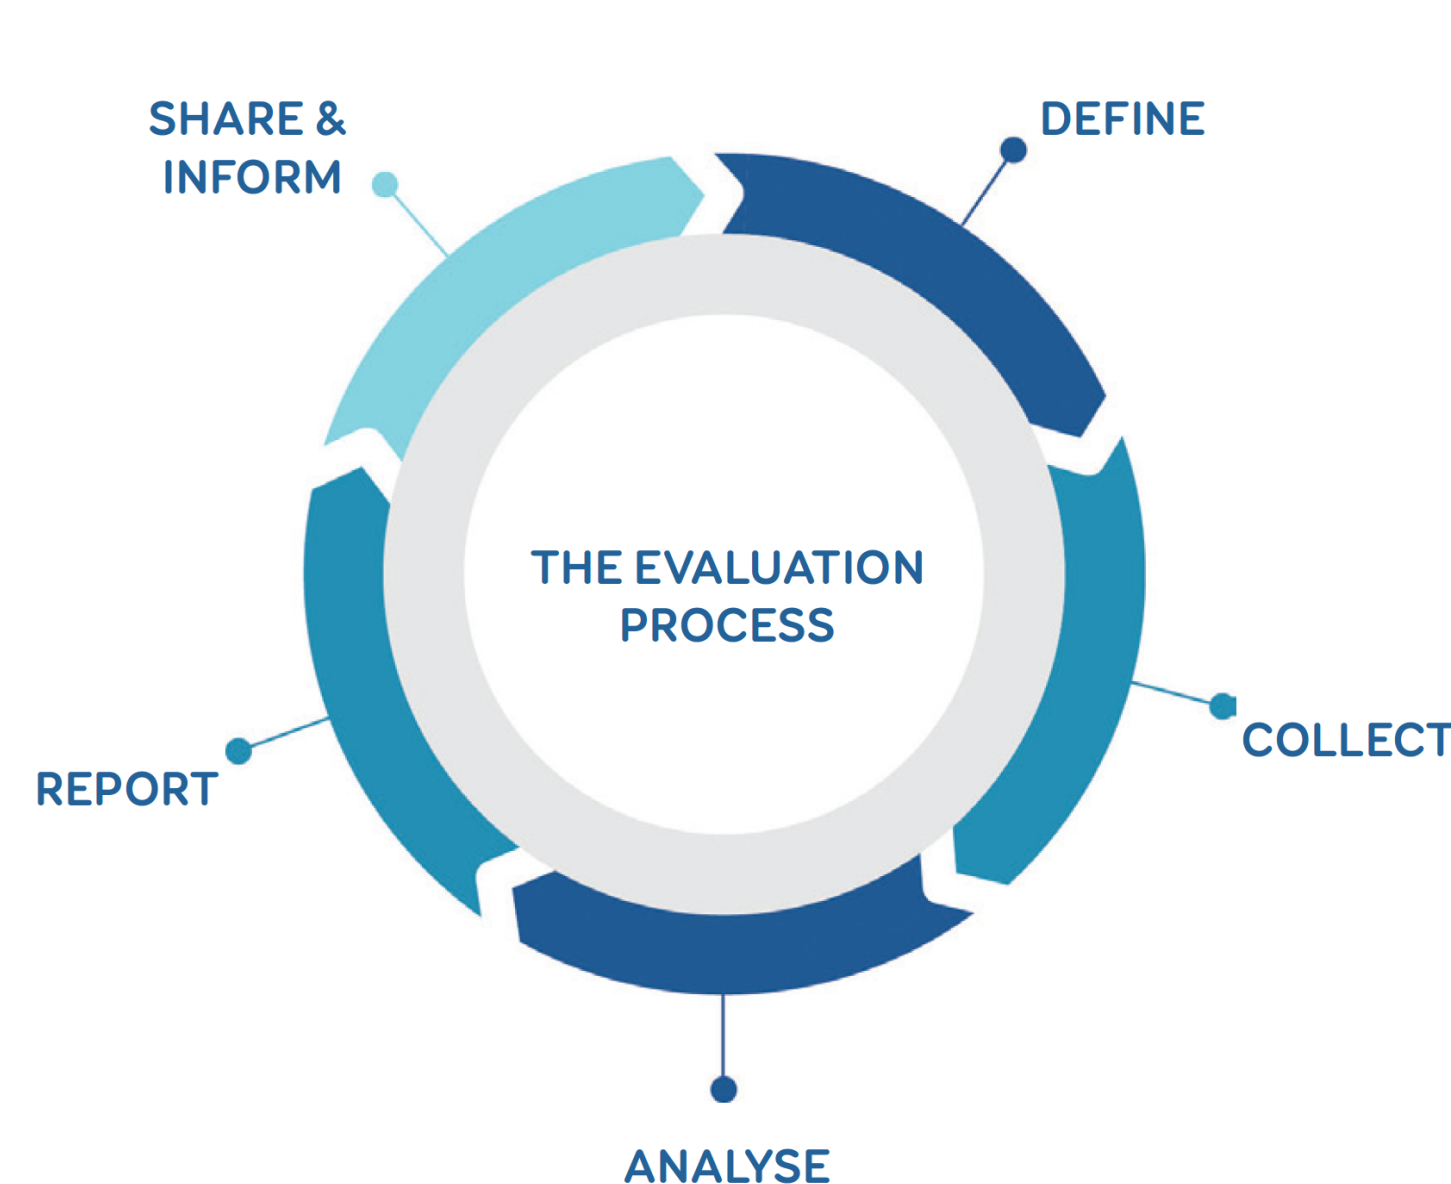 SHARE &
INFORM
DEFINE
THE EVALUATION
PROCESS
COLLECT
REPORT
ANALYSE